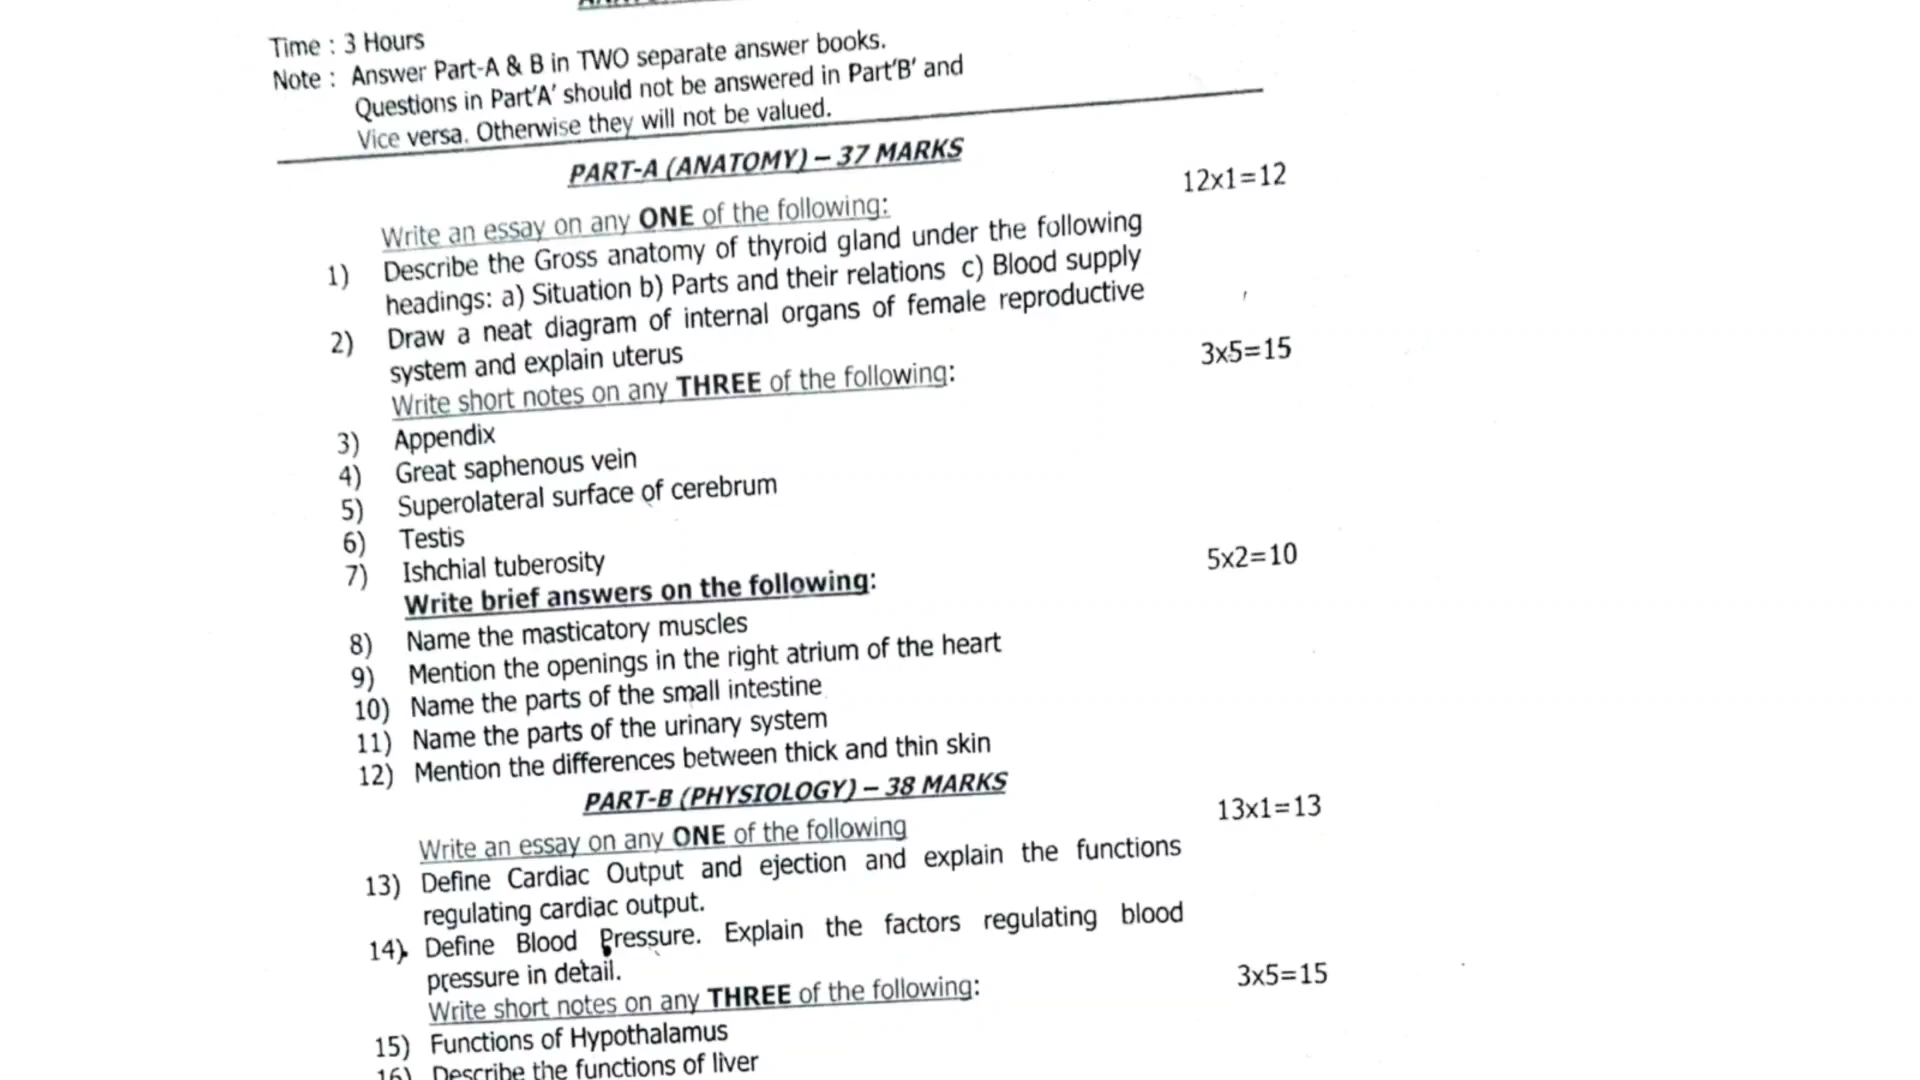 Time : 3 Hours
Note : Answer Part-A & B in TWO separate answer books.
Questions in Part'A' should not be answered in Part'B' and
Vice versa. Otherwise they will not be valued.
PART-A (ANATOMY) – 37 MARKS
12x1=12
Write an essay on any ONE of the following:
1) Describe the Gross anatomy of thyroid gland under the following
headings: a) Situation b) Parts and their relations c) Blood supply
2) Draw a neat diagram of internal organs of female reproductive
system and explain uterus
3x5=15
Write short notes on any THREE of the following:
3) Appendix
4) Great saphenous vein
5) Superolateral surface of cerebrum
6) Testis
7) Ishchial tuberosity
5x2=10
Write brief answers on the following:
8) Name the masticatory muscles
9) Mention the openings in the right atrium of the heart
10) Name the parts of the small intestine
11) Name the parts of the urinary system
12) Mention the differences between thick and thin skin
PART-B (PHYSIOLOGY) – 38 MARKS
13x1=13
Write an essay on any ONE of the following
13) Define Cardiac Output and ejection and explain the functions
regulating cardiac output.
14) Define Blood Pressure. Explain the factors regulating blood
pressure in detail.
3x5=15
Write short notes on any THREE of the following:
15) Functions of Hypothalamus
16) Describe the functions of liver